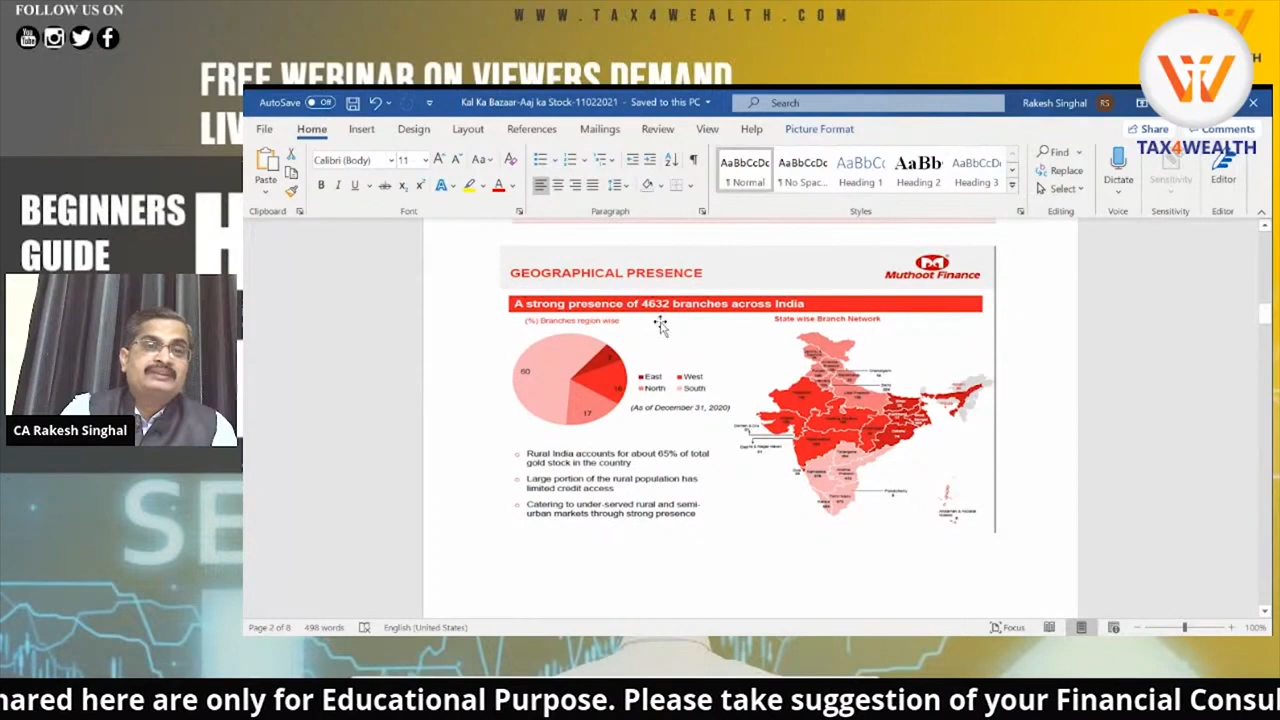 FOLLOW US ON
WWW.TAX4WEALTH.COM
FREE WEBINAR ON VIEWERS DEMAND
BEGINNERS
GUIDE
TAX4WEALTH
AutoSave Off
Kal Ka Bazaar-Aaj ka Stock-11022021 - Saved to this PC
Search
Rakesh Singhal RS
File Home Insert Design Layout References Mailings Review View Help Picture Format
Share Comments
Paste
Calibri (Body) 11
AaBbCcDc AaBbCcDc AaBbCc AaBb AaBbCcD
Normal No Spac... Heading 1 Heading 2 Heading 3
Find
Replace
Select
Dictate Sensitivity Editor
Clipboard Font Paragraph Styles Editing Voice Sensitivity Editor
GEOGRAPHICAL PRESENCE
Muthoot Finance
A strong presence of 4632 branches across India
(%) Branches region wise
State wise Branch Network
60
17
East West
North South
(As of December 31, 2020)
Rural India accounts for about 65% of total
gold stock in the country
Large portion of the rural population has
limited credit access
Catering to under-served rural and semi-
urban markets through strong presence
CA Rakesh Singhal
Page 2 of 8 498 words English (United States)
Focus 100%
hared here are only for Educational Purpose. Please take suggestion of your Financial Consu